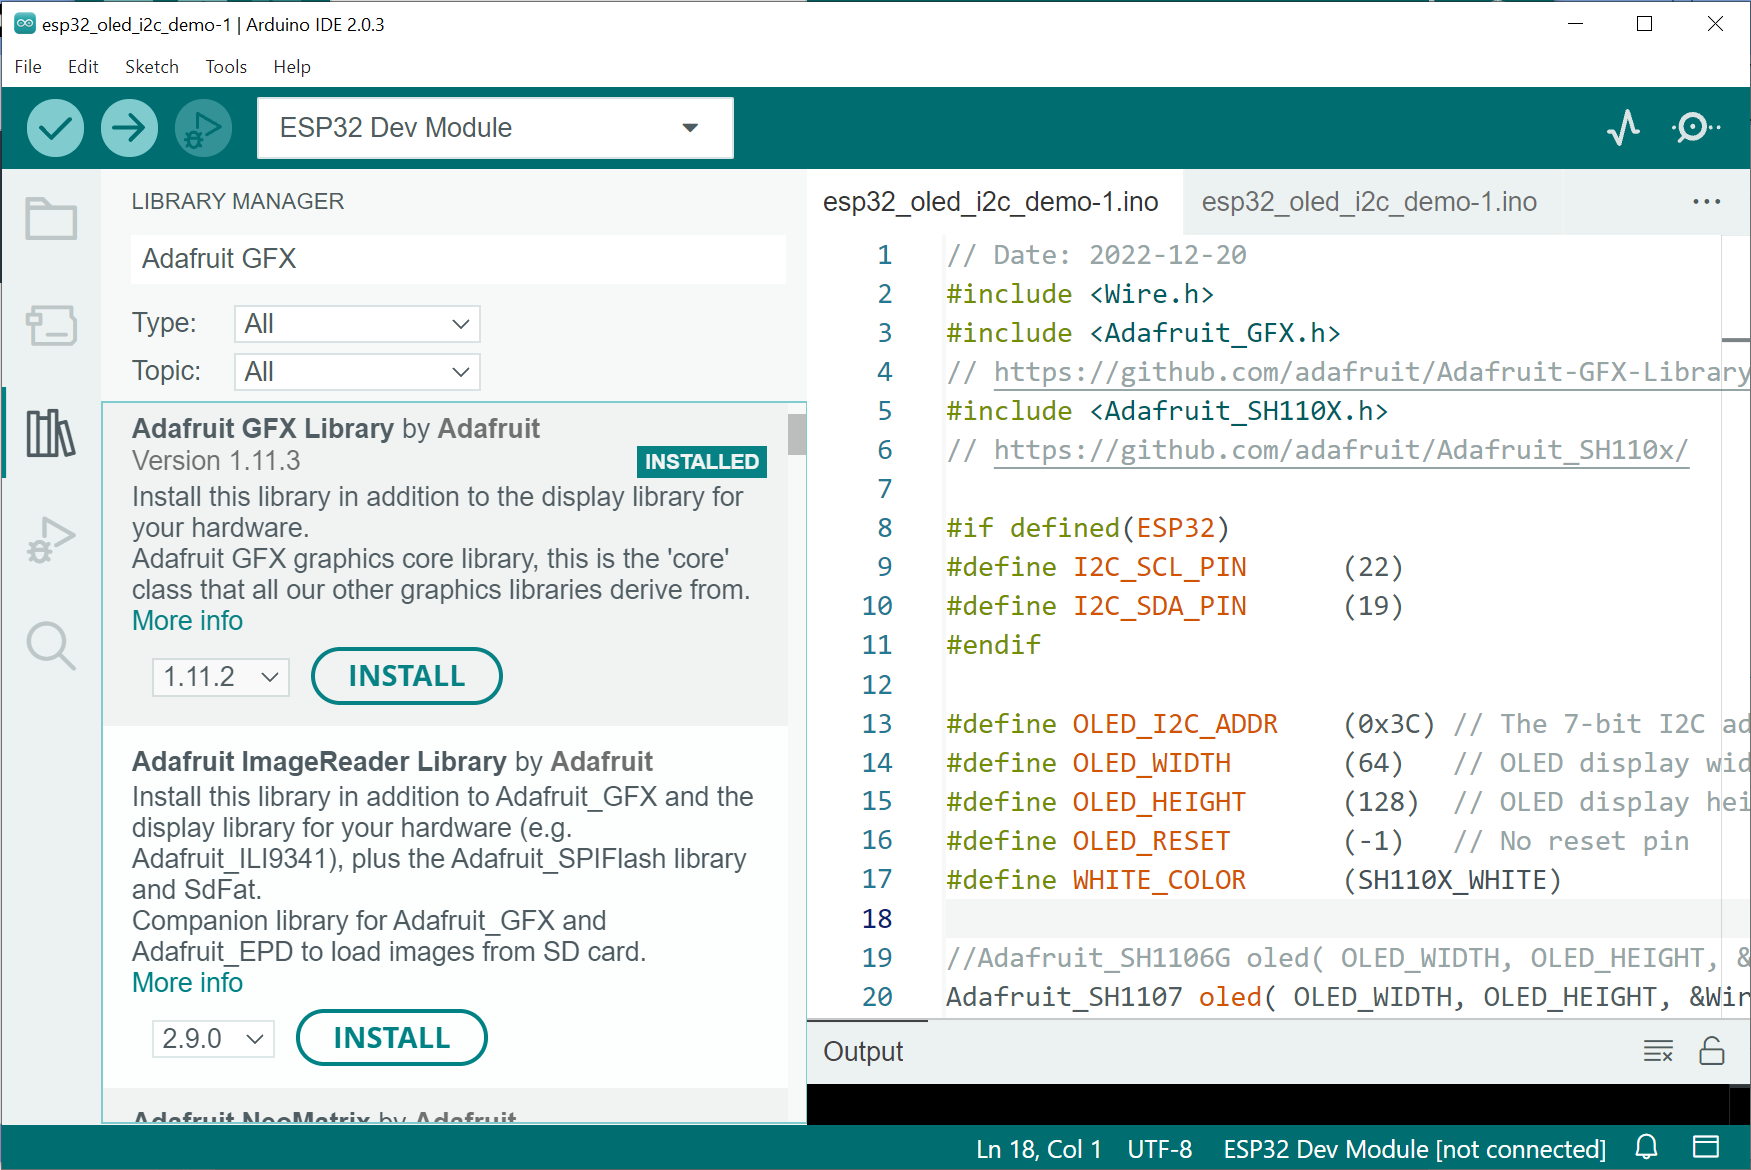 esp32_oled_i2c_demo-1 | Arduino IDE 2.0.3
File Edit Sketch Tools Help
ESP32 Dev Module
LIBRARY MANAGER
Adafruit GFX
Type: All
Topic: All
Adafruit GFX Library by Adafruit
Version 1.11.3
INSTALLED
Install this library in addition to the display library for
your hardware.
Adafruit GFX graphics core library, this is the 'core'
class that all our other graphics libraries derive from.
More info
1.11.2 INSTALL
Adafruit ImageReader Library by Adafruit
Install this library in addition to Adafruit_GFX and the
display library for your hardware (e.g.
Adafruit_ILI9341), plus the Adafruit_SPIFlash library
and SdFat.
Companion library for Adafruit_GFX and
Adafruit_EPD to load images from SD card.
More info
2.9.0 INSTALL
Adafruit NeoMatrix by Adafruit
esp32_oled_i2c_demo-1.ino esp32_oled_i2c_demo-1.ino ...
1 // Date: 2022-12-20
2 #include <Wire.h>
3 #include <Adafruit_GFX.h>
4 // https://github.com/adafruit/Adafruit-GFX-Library
5 #include <Adafruit_SH110X.h>
6 // https://github.com/adafruit/Adafruit_SH110x/
7
8 #if defined(ESP32)
9 #define I2C_SCL_PIN (22)
10 #define I2C_SDA_PIN (19)
11 #endif
12
13 #define OLED_I2C_ADDR (0x3C) // The 7-bit I2C ad
14 #define OLED_WIDTH (64) // OLED display wid
15 #define OLED_HEIGHT (128) // OLED display hei
16 #define OLED_RESET (-1) // No reset pin
17 #define WHITE_COLOR (SH110X_WHITE)
18
19 //Adafruit_SH1106G oled( OLED_WIDTH, OLED_HEIGHT, &
20 Adafruit_SH1107 oled( OLED_WIDTH, OLED_HEIGHT, &Wir
Output
Ln 18, Col 1 UTF-8 ESP32 Dev Module [not connected]